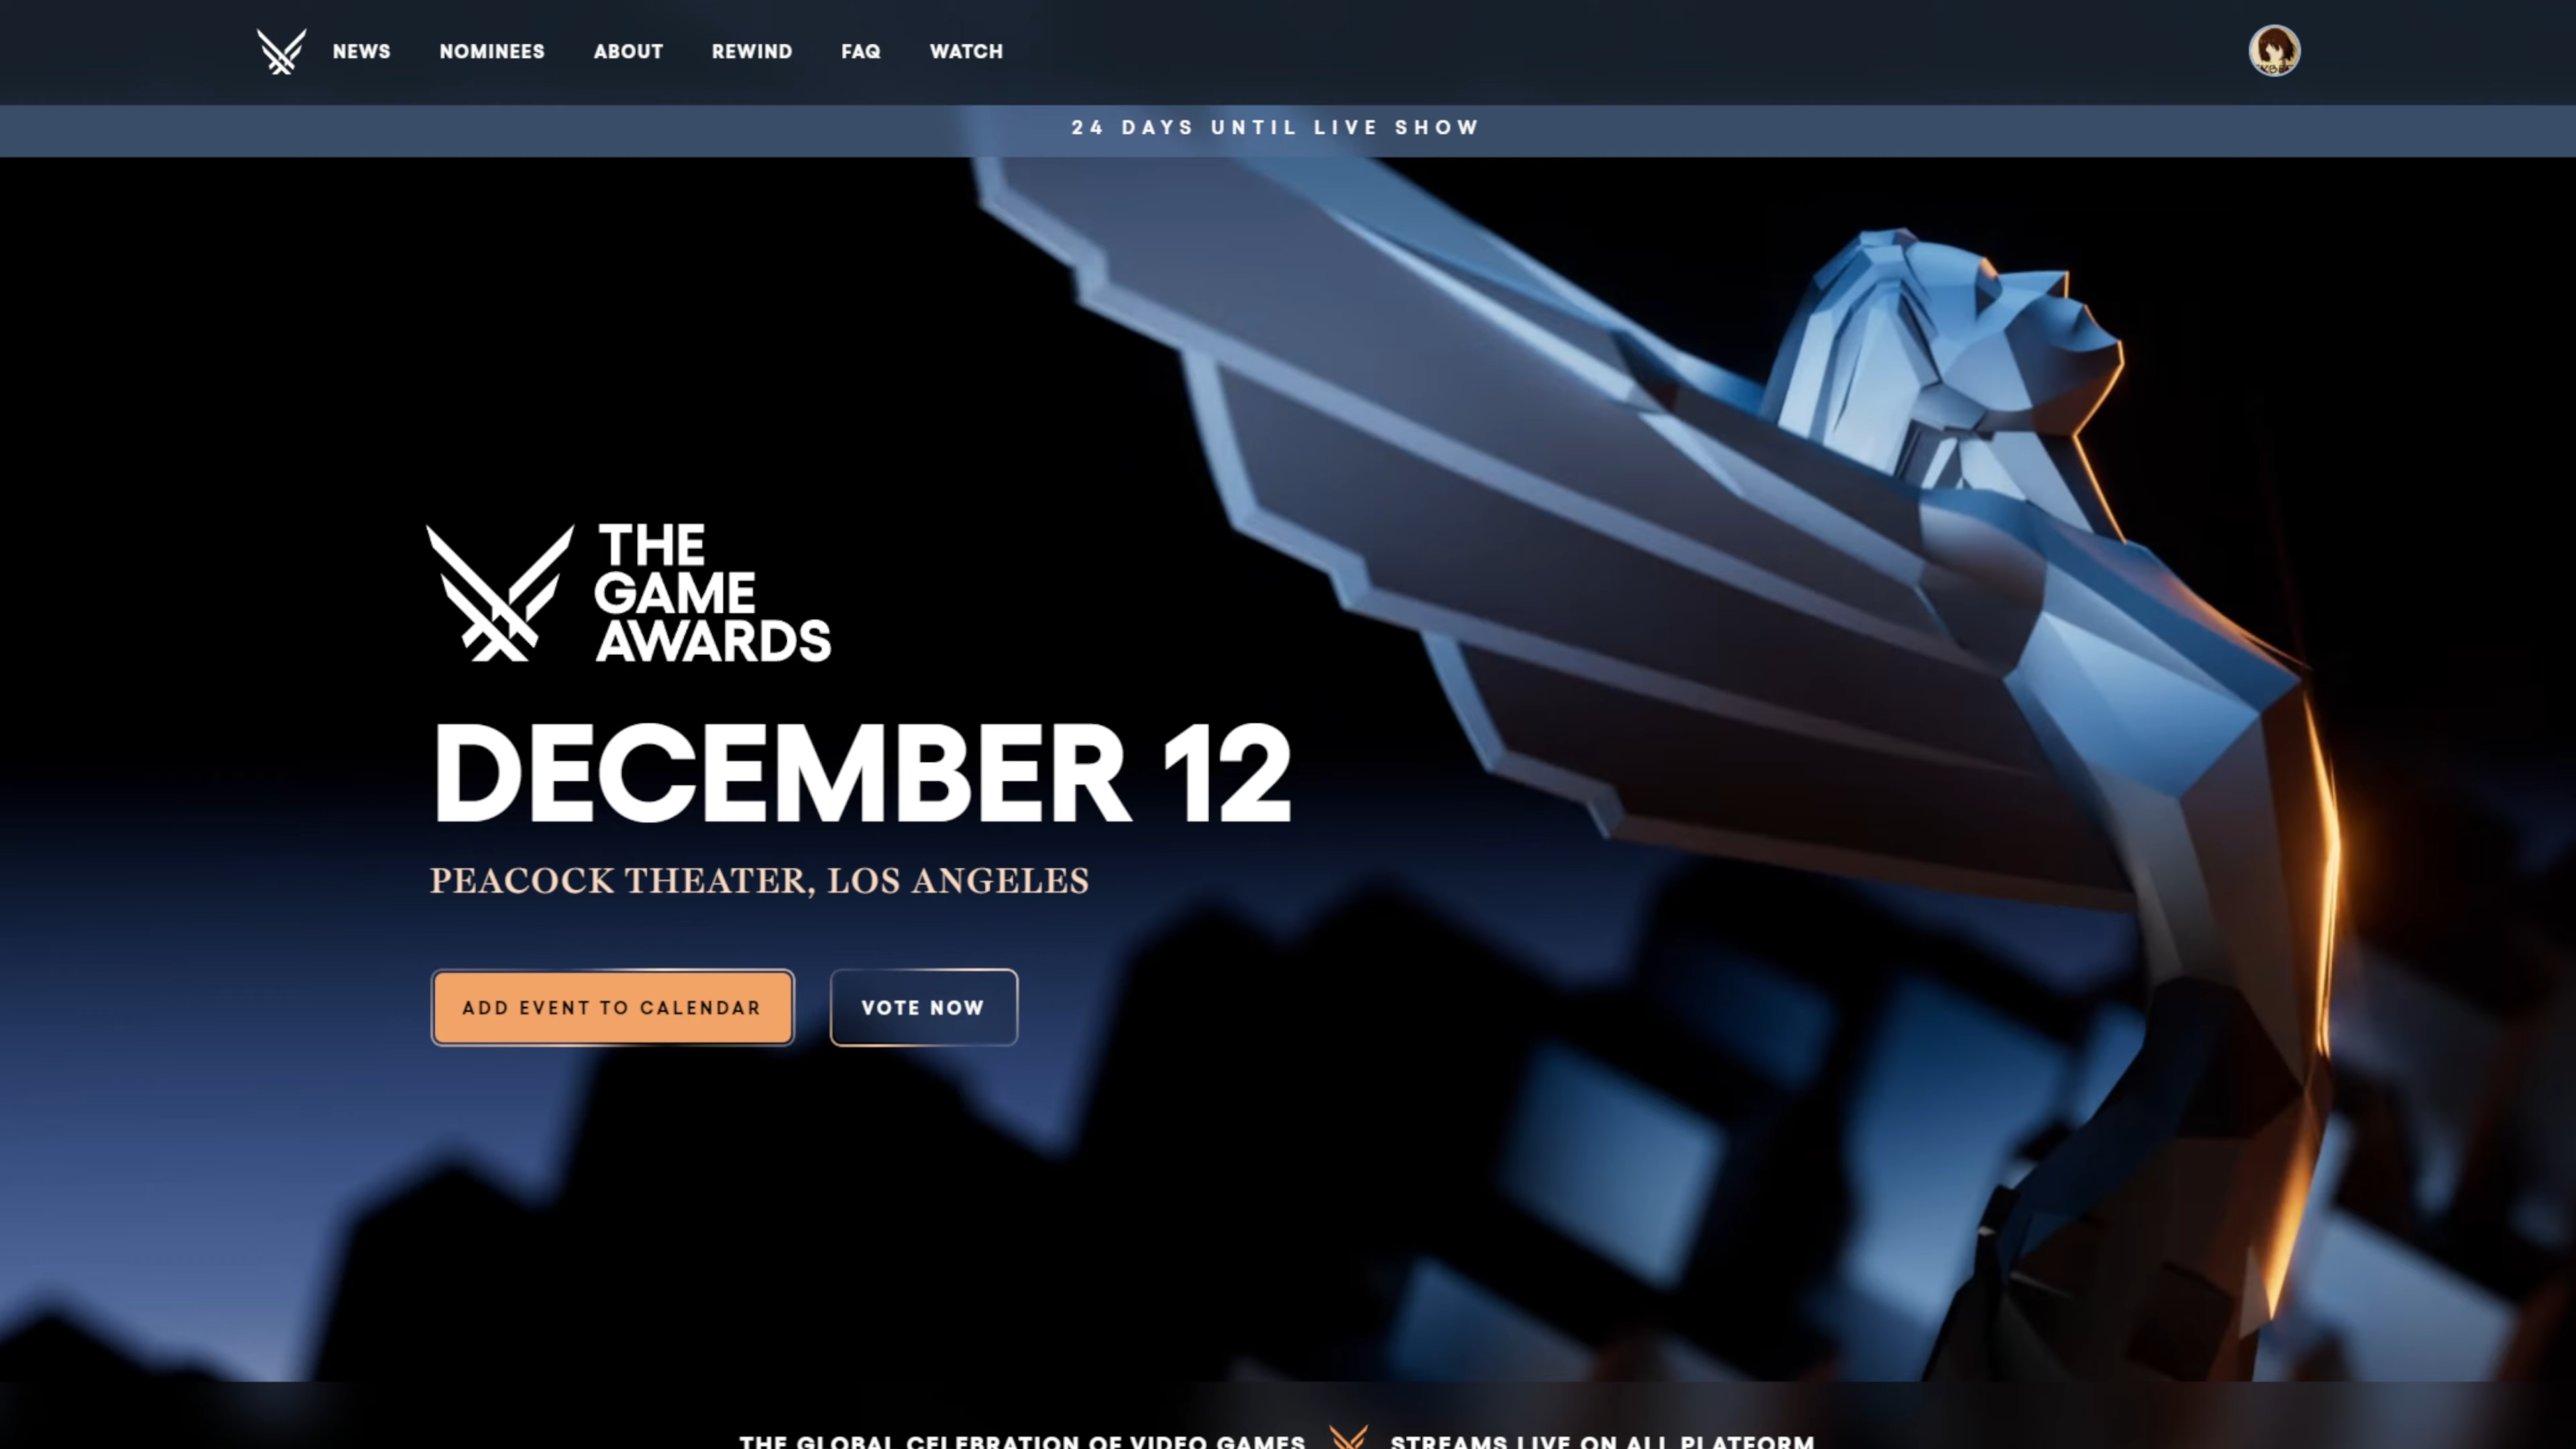 NEWS NOMINEES ABOUT REWIND FAQ WATCH
24 DAYS UNTIL LIVE SHOW
THE
GAME
AWARDS
DECEMBER 12
PEACOCK THEATER, LOS ANGELES
ADD EVENT TO CALENDAR VOTE NOW
THE GLOBAL CELEBRATION OF VIDEO GAMES STREAMS LIVE ON ALL PLATFORM